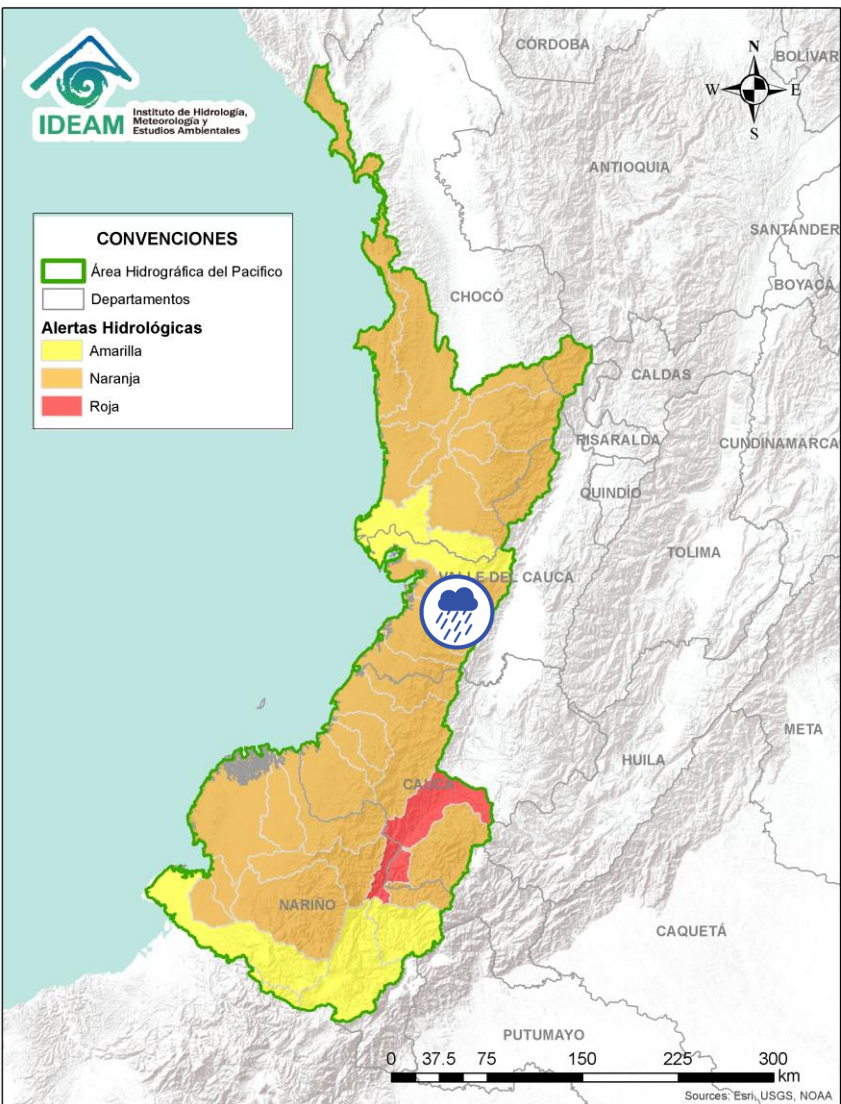 IDEAM
Instituto de Hidrología,
Meteorología y
Estudios Ambientales
CÓRDOBA
BOLÍVAR
N
W
E
S
ANTIOQUIA
SANTANDER
BOYACÁ
CHOCÓ
CALDAS
RISARALDA
CUNDINAMARCA
QUINDÍO
TOLIMA
VALLE DEL CAUCA
META
HUILA
CAUCA
NARIÑO
CAQUETÁ
PUTUMAYO
CONVENCIONES
Área Hidrográfica del Pacifico
Departamentos
Alertas Hidrológicas
Amarilla
Naranja
Roja
0 37.5 75 150 225 300
km
Sources: Esri, USGS, NOAA